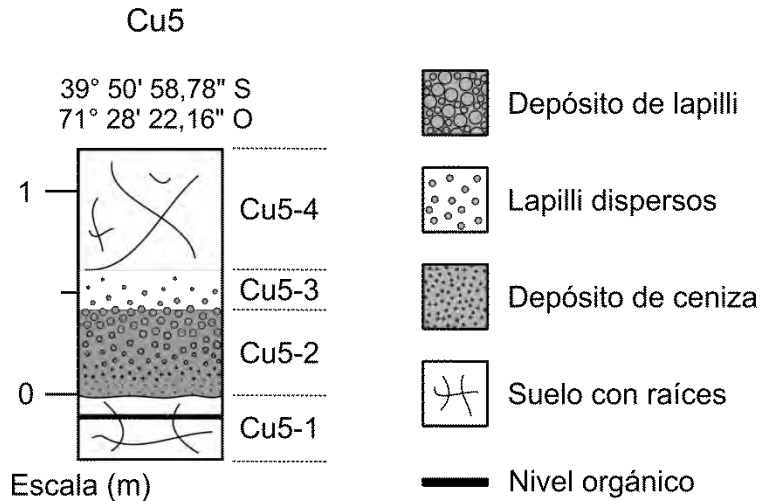 Cu5
39° 50' 58,78" S
71° 28' 22,16" O
1
0
Cu5-4
Cu5-3
Cu5-2
Cu5-1
Escala (m)
Depósito de lapilli
Lapilli dispersos
Depósito de ceniza
Suelo con raíces
Nivel orgánico